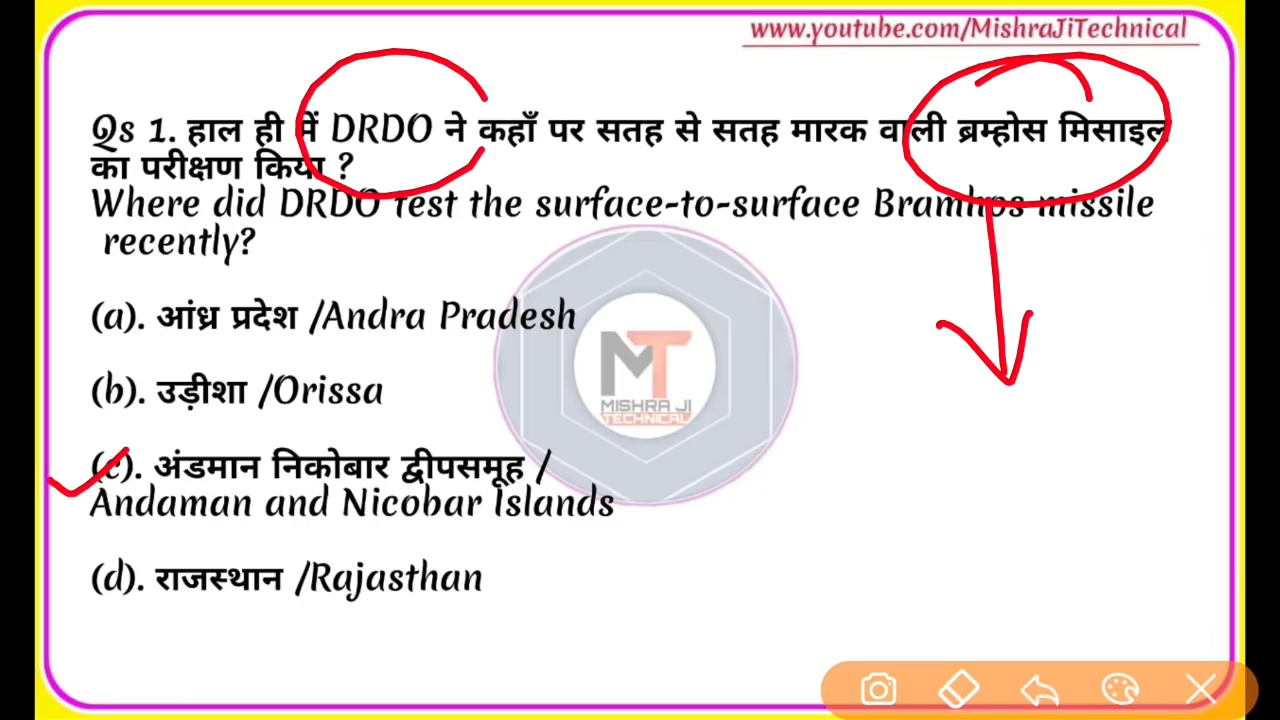 www.youtube.com/MishraJiTechnical
Qs 1. हाल ही में DRDO ने कहाँ पर सतह से सतह मारक वाली ब्रम्होस मिसाइल
का परीक्षण किया ?
Where did DRDO test the surface-to-surface Bramhos missile
recently?
(a). आंध्र प्रदेश /Andra Pradesh
(b). उड़ीशा /Orissa
(c). अंडमान निकोबार द्वीपसमूह /
Andaman and Nicobar Islands
(d). राजस्थान /Rajasthan
MT
MISHRA JI
TECHNICAL